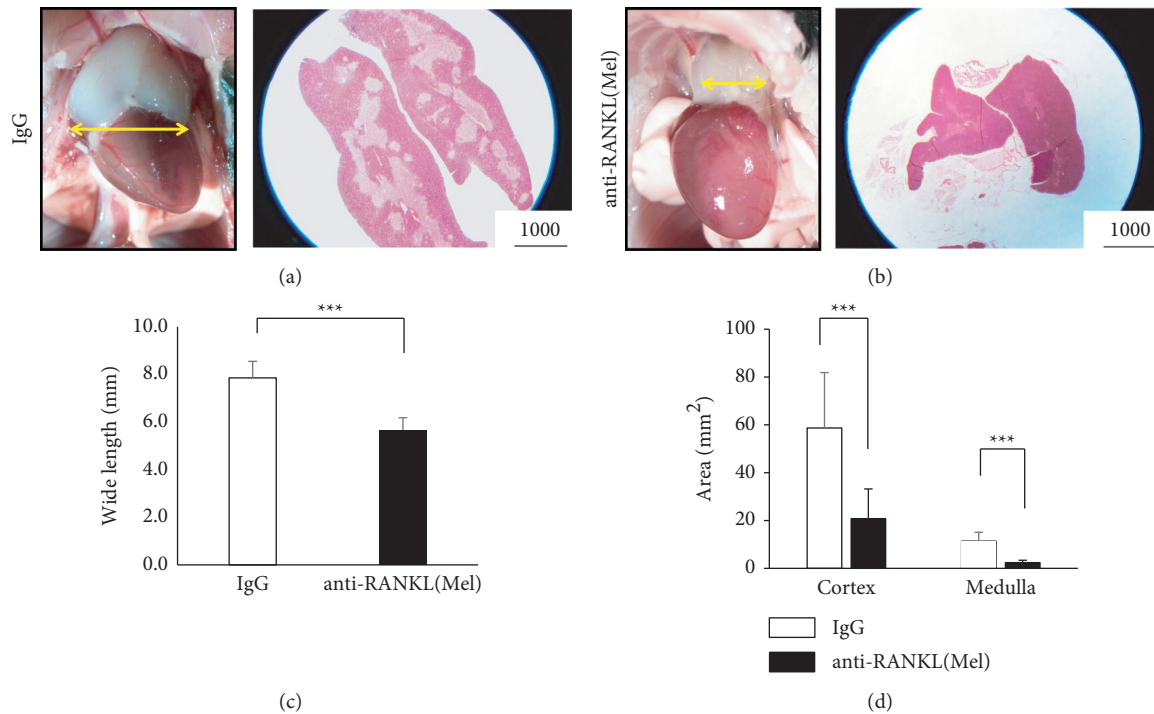 IgG
1000
(a)
anti-RANKL(Mel)
1000
(b)
***
10.0
8.0
6.0
4.0
2.0
0.0
Wide length (mm)
IgG
anti-RANKL(Mel)
(c)
***
***
100
80
60
40
20
0
Area (mm²)
Cortex
Medulla
IgG
anti-RANKL(Mel)
(d)